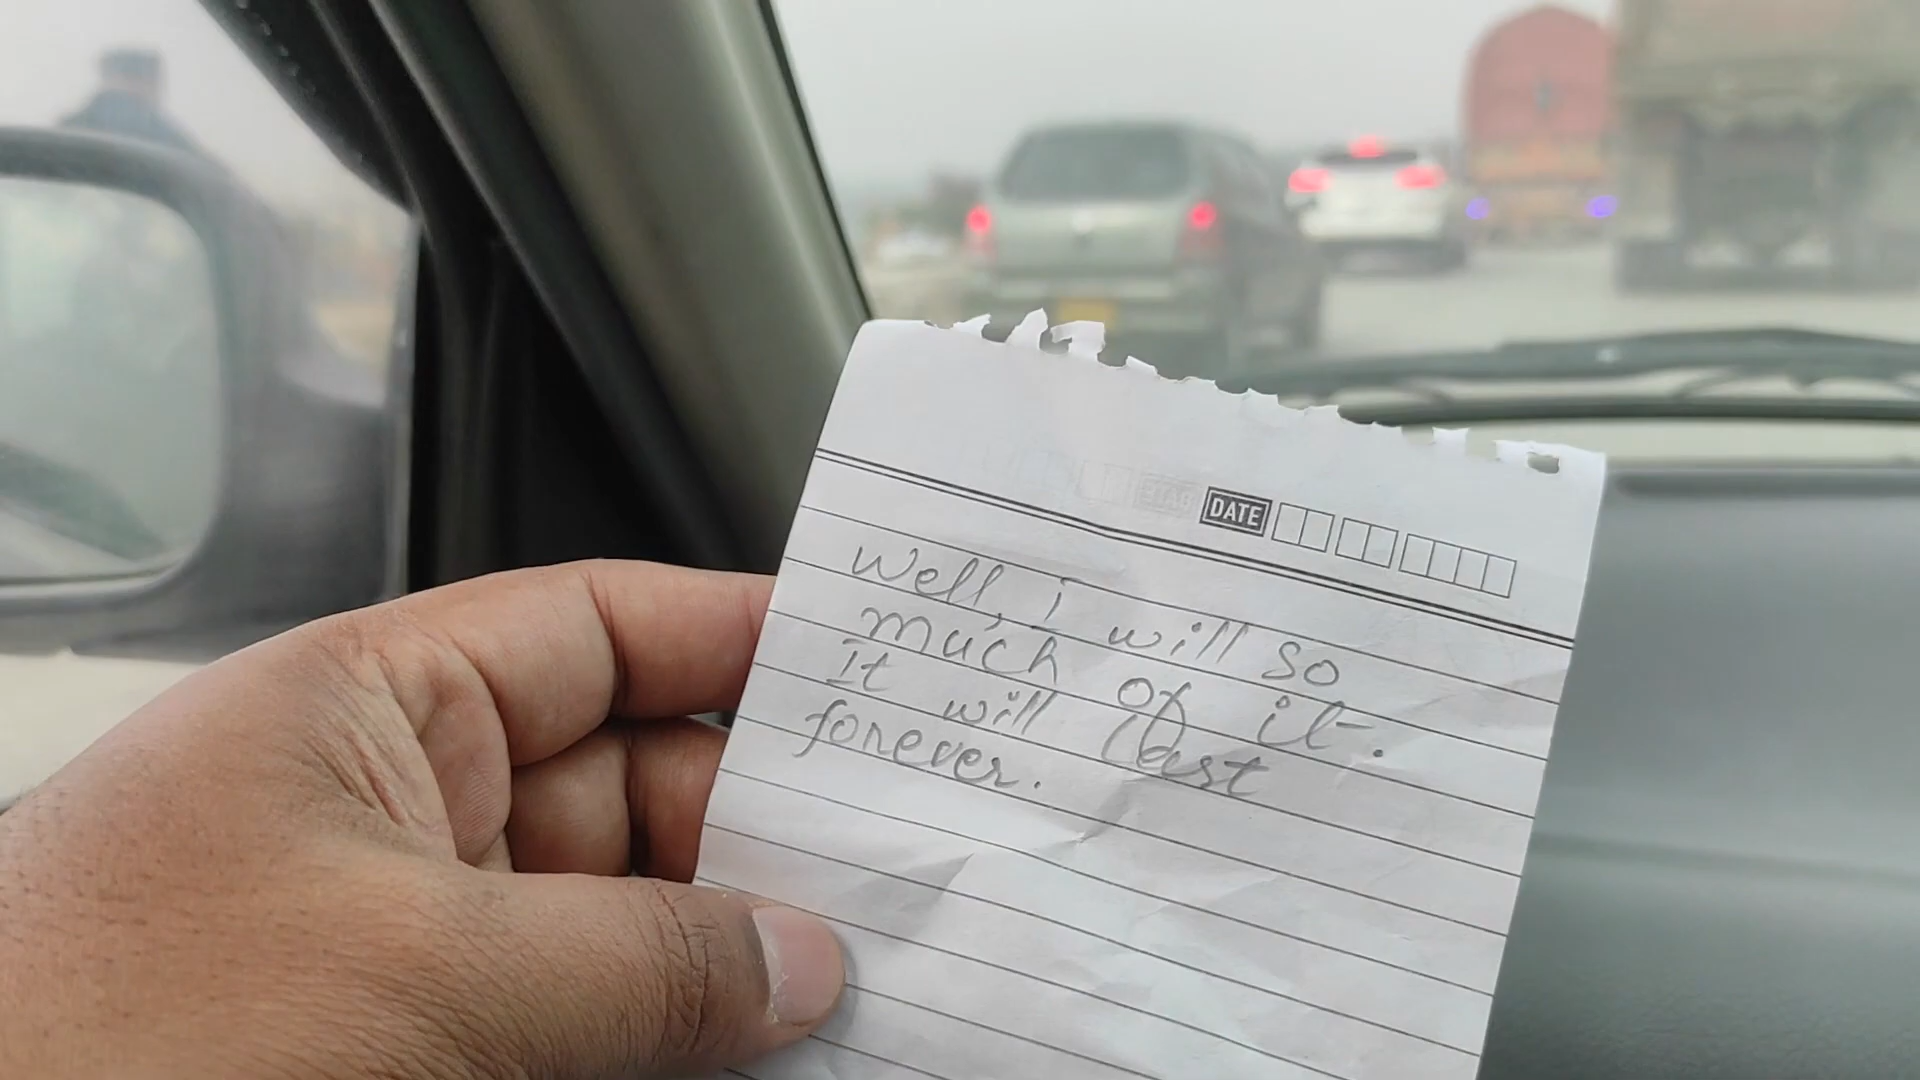 DATE
Well, i will so
much of it.
It will last
forever.